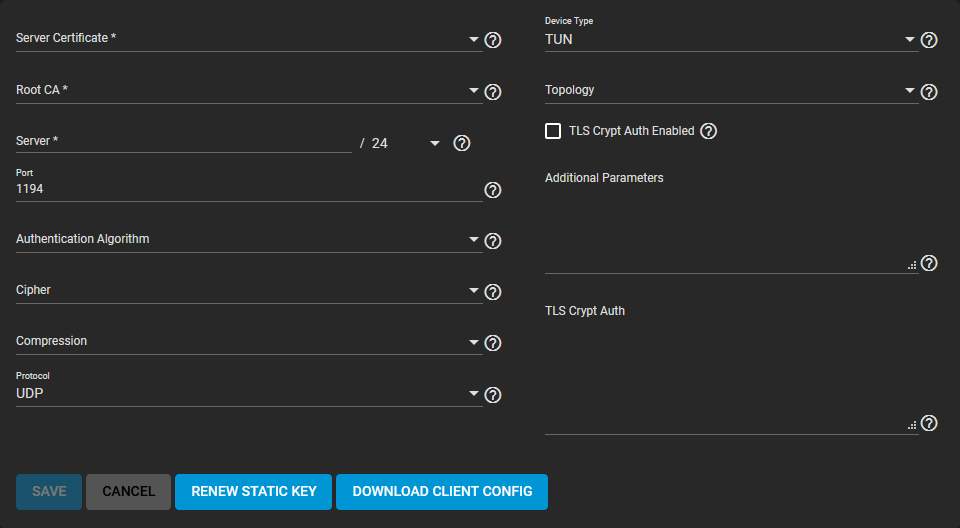 Server Certificate *
Root CA *
Server *
/ 24
Port
1194
Authentication Algorithm
Cipher
Compression
Protocol
UDP
Device Type
TUN
Topology
TLS Crypt Auth Enabled
Additional Parameters
TLS Crypt Auth
SAVE
CANCEL
RENEW STATIC KEY
DOWNLOAD CLIENT CONFIG